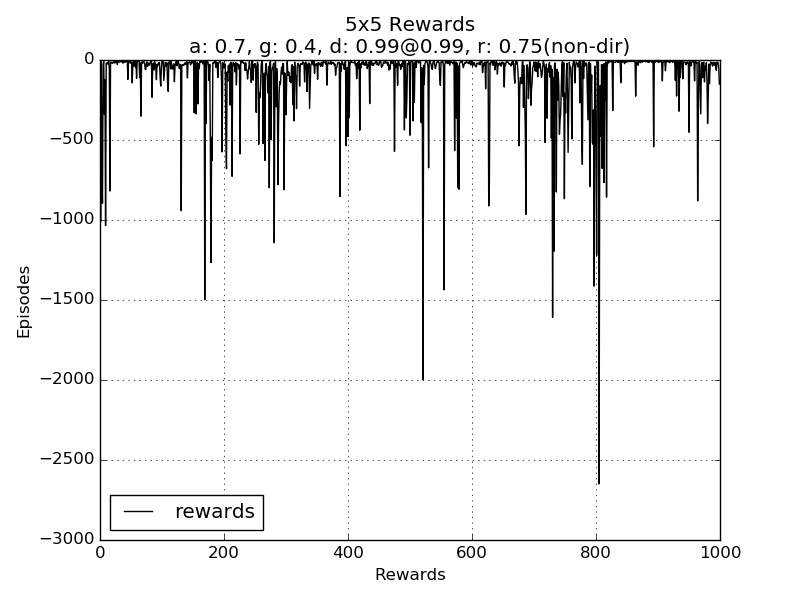 5x5 Rewards
a: 0.7, g: 0.4, d: 0.99@0.99, r: 0.75(non-dir)
0
−500
−1000
−1500
−2000
−2500
−3000
Episodes
rewards
0 200 400 600 800 1000
Rewards